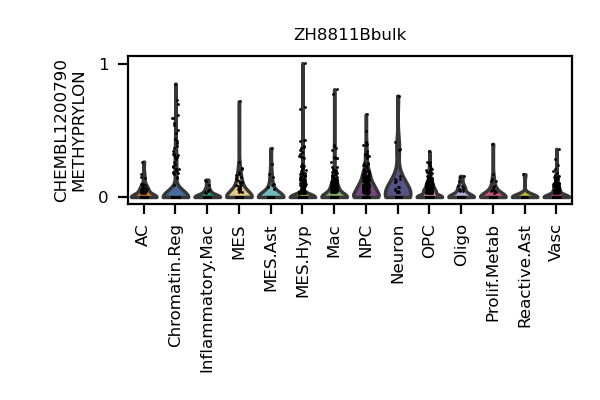 ZH8811Bbulk
CHEMBL1200790
METHYPRYLON
1
0
AC
Chromatin.Reg
Inflammatory.Mac
MES
MES.Ast
MES.Hyp
Mac
NPC
Neuron
OPC
Oligo
Prolif.Metab
Reactive.Ast
Vasc